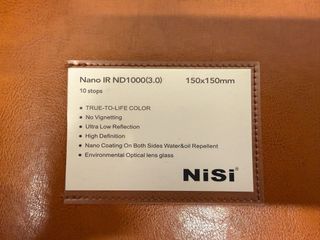 Nano IR ND1000(3.0) 150x150mm
10 stops
● TRUE-TO-LIFE COLOR
● No Vignetting
● Ultra Low Reflection
● High Definition
● Nano Coating On Both Sides Water&oil Repellent
● Environmental Optical lens glass
NiSi®